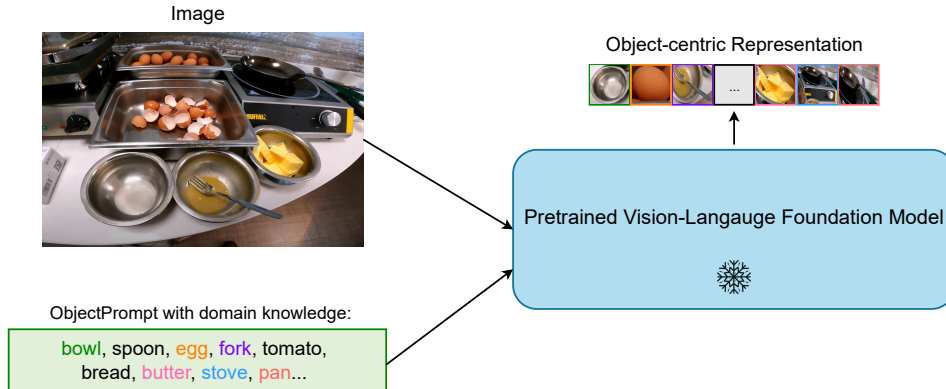 Image
Object-centric Representation
...
Pretrained Vision-Langauge Foundation Model
ObjectPrompt with domain knowledge:
bowl, spoon, egg, fork, tomato,
bread, butter, stove, pan...